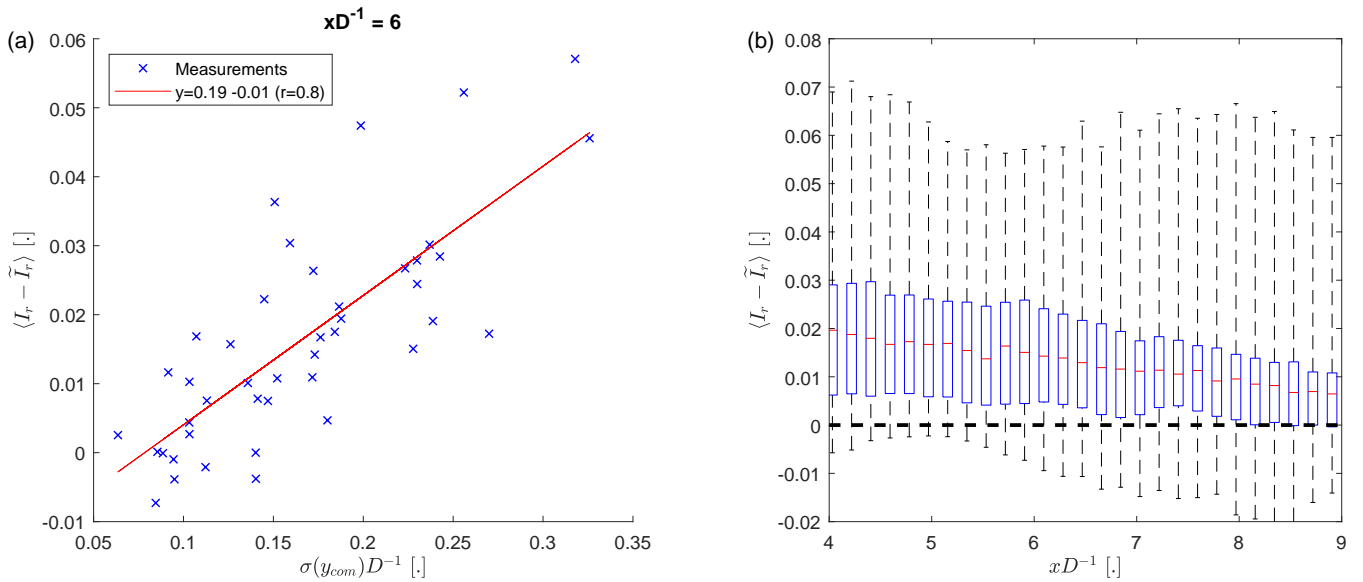 (a)
xD⁻¹ = 6
0.06
0.05
0.04
0.03
0.02
0.01
0
-0.01
⟨I_r − Ĩ_r⟩ [.]
Measurements
y=0.19 -0.01 (r=0.8)
0.05 0.1 0.15 0.2 0.25 0.3 0.35
σ(y_com)D⁻¹ [.]
(b)
0.08
0.07
0.06
0.05
0.04
0.03
0.02
0.01
0
-0.01
-0.02
⟨I_r − Ĩ_r⟩ [.]
4 5 6 7 8 9
xD⁻¹ [.]